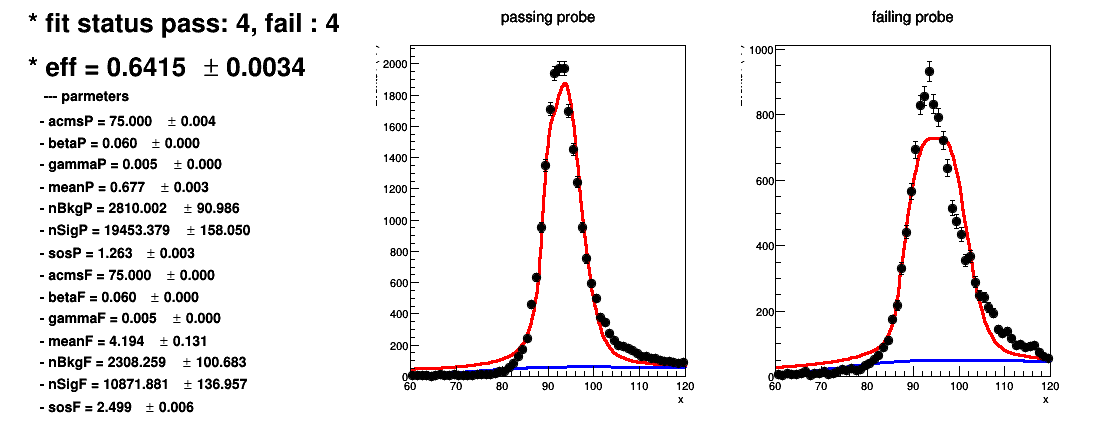 * fit status pass: 4, fail : 4
* eff = 0.6415 ± 0.0034
--- parmeters
- acmsP = 75.000 ± 0.004
- betaP = 0.060 ± 0.000
- gammaP = 0.005 ± 0.000
- meanP = 0.677 ± 0.003
- nBkgP = 2810.002 ± 90.986
- nSigP = 19453.379 ± 158.050
- sosP = 1.263 ± 0.003
- acmsF = 75.000 ± 0.000
- betaF = 0.060 ± 0.000
- gammaF = 0.005 ± 0.000
- meanF = 4.194 ± 0.131
- nBkgF = 2308.259 ± 100.683
- nSigF = 10871.881 ± 136.957
- sosF = 2.499 ± 0.006
passing probe
2000
1800
1600
1400
1200
1000
800
600
400
200
0
60 70 80 90 100 110 120
x
failing probe
1000
800
600
400
200
0
60 70 80 90 100 110 120
x